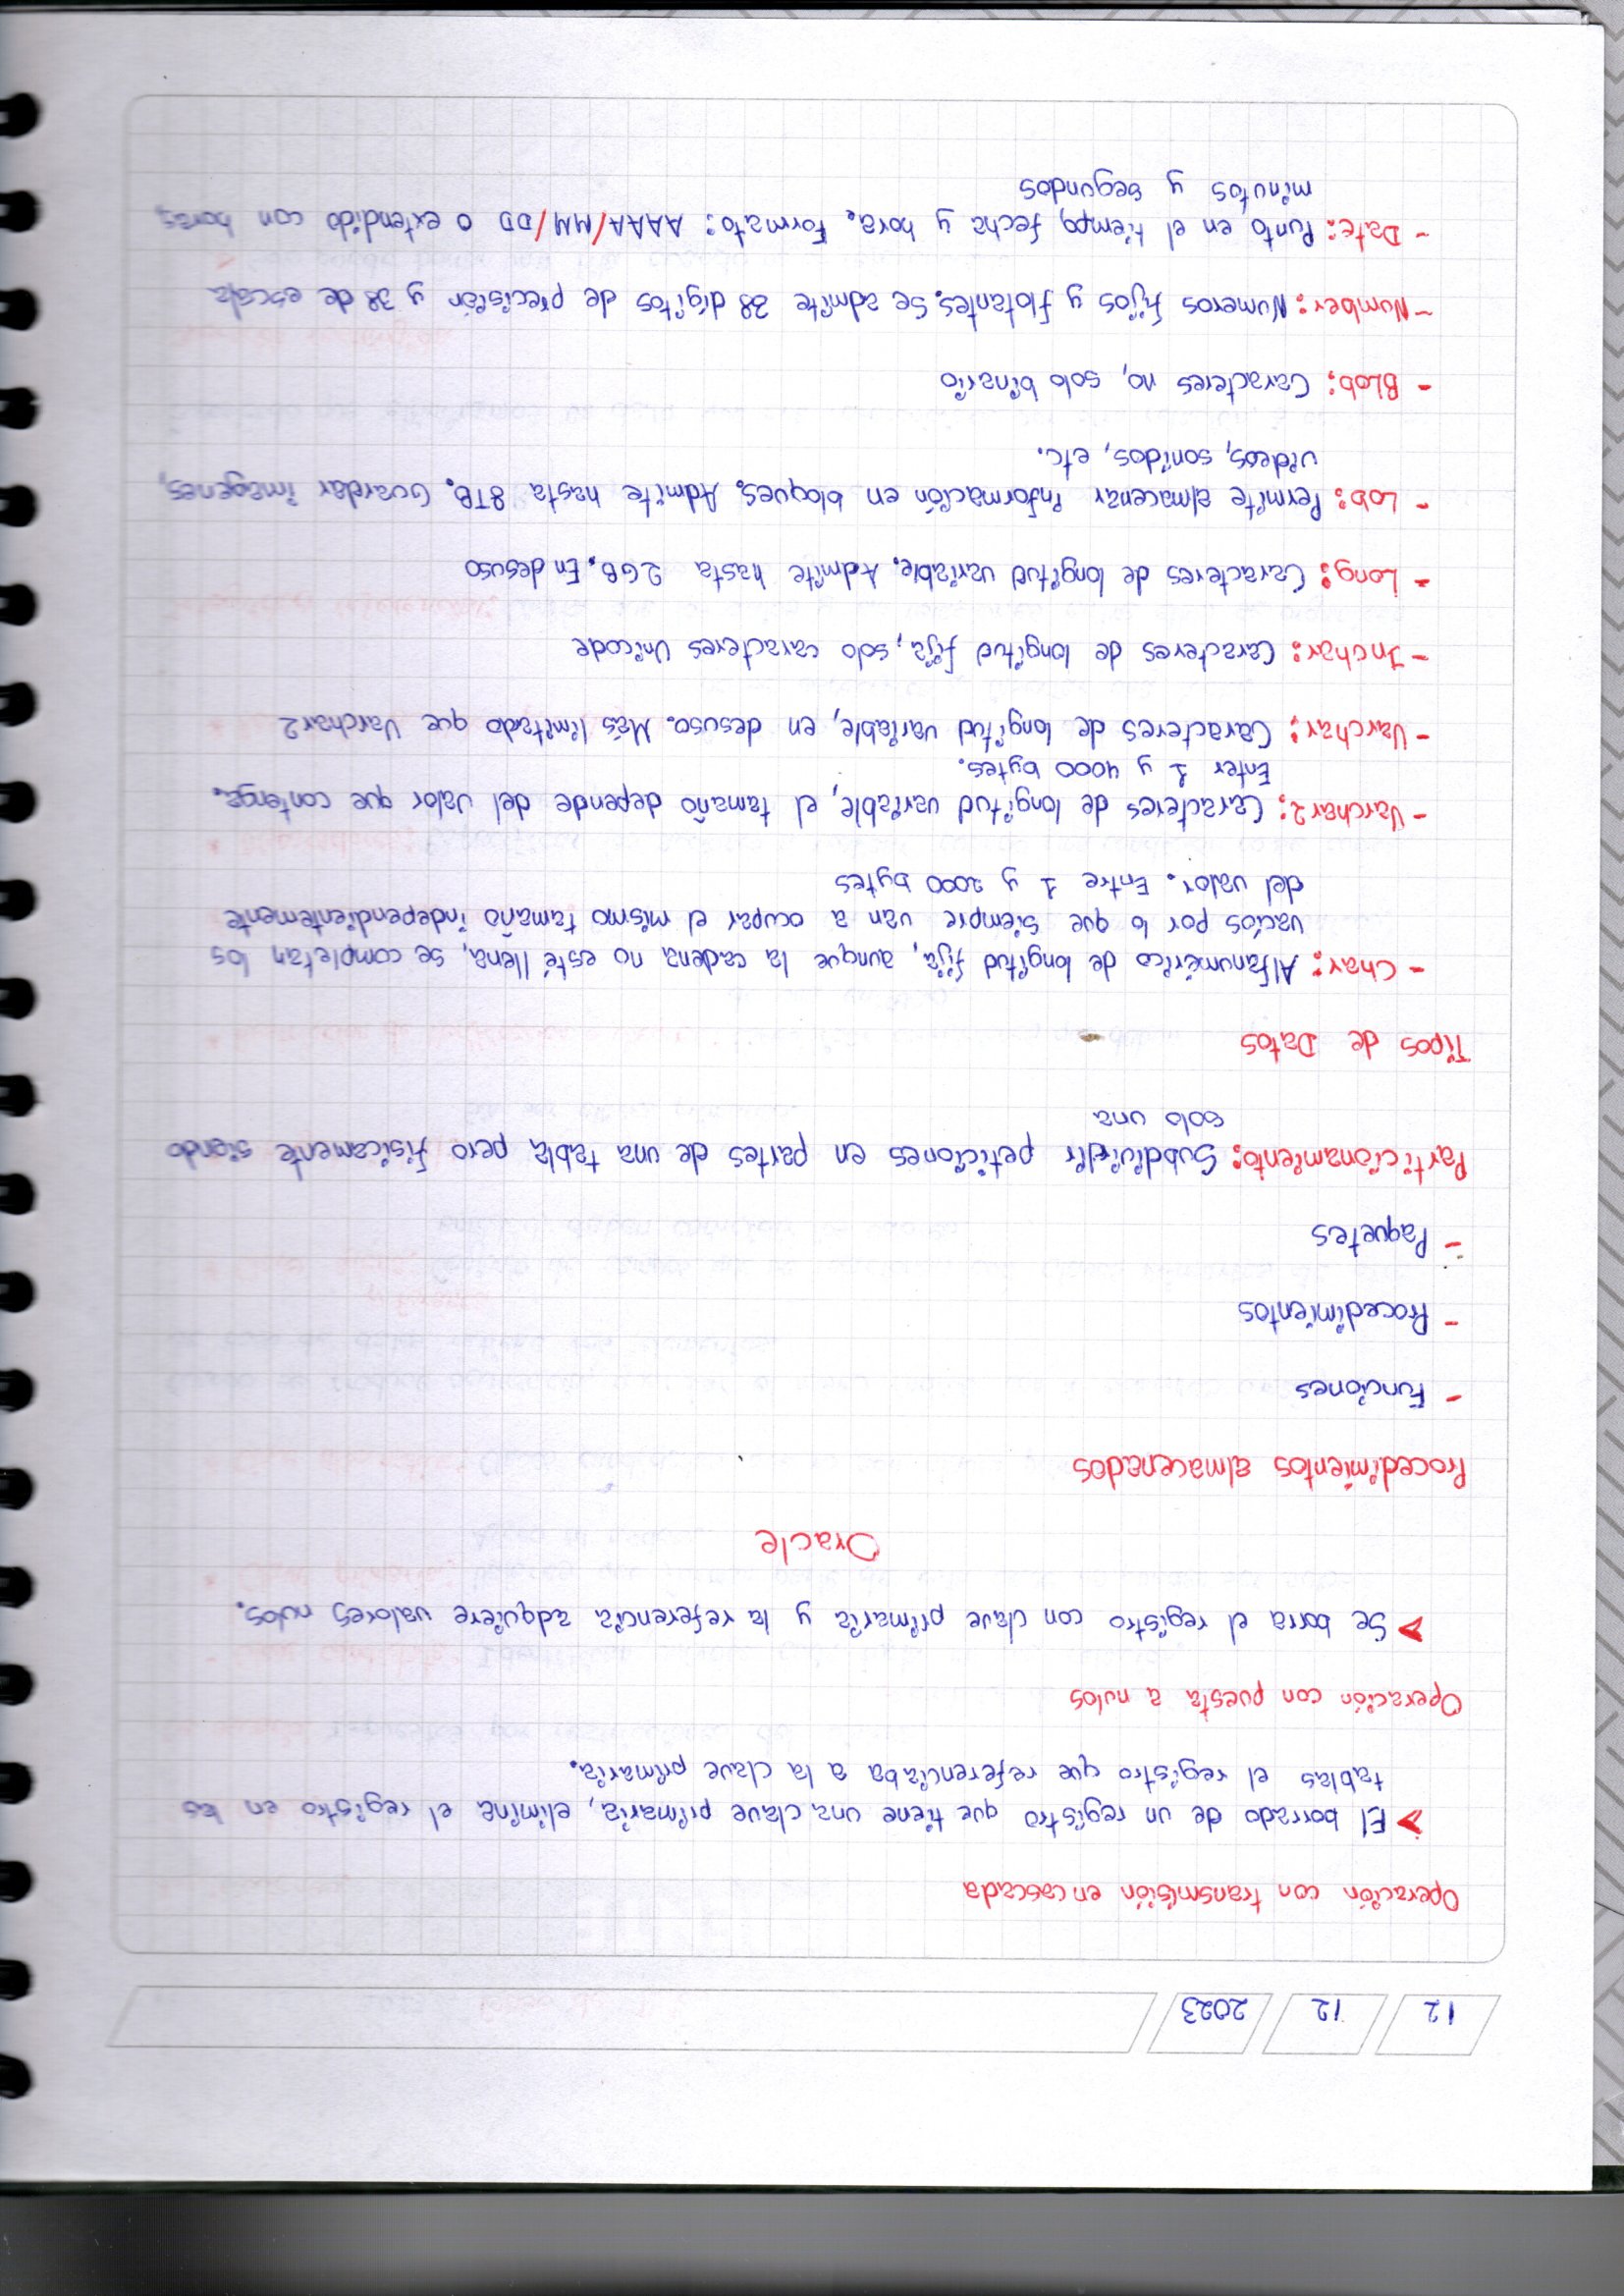 12 12 2023
Operación con transmisión en cascada
➤ El borrado de un registro que tiene una clave primaria, elimina el registro en las
tablas el registro que referenciaba a la clave primaria.
Operación con puesta a nulos
➤ Se borra el registro con clave primaria y la referencia adquiere valores nulos.
Oracle
Procedimientos almacenados
- Funciones
- Procedimientos
- Paquetes
Particionamiento: Subdividir peticiones en partes de una tabla pero fisicamente siendo
solo una
Tipos de Datos
- Char: Alfanumérico de longitud fija, aunque la cadena no esté llena, se completan los
vacíos por lo que siempre van a ocupar el mismo tamaño independientemente
del valor. Entre 1 y 2000 bytes
- Varchar2: Caracteres de longitud variable, el tamaño depende del valor que contenga.
Enter 1 y 4000 bytes.
- Varchar: Caracteres de longitud variable, en desuso. Más limitado que Varchar2
- Inchar: Caracteres de longitud fija, solo caracteres Unicode
- Long: Caracteres de longitud variable. Admite hasta 2GB. En desuso
- Lob: Permite almacenar información en bloques. Admite hasta 8TB. Guardar imagenes,
videos, sonidos, etc.
- BLob: Caracteres no, solo binario
- Number: Numeros fijos y flotantes. Se admite 38 digitos de precisión y 38 de escala
- Date: Punto en el tiempo, fecha y hora. Formato: AAAA/MM/DD o extendido con horas,
minutos y segundos